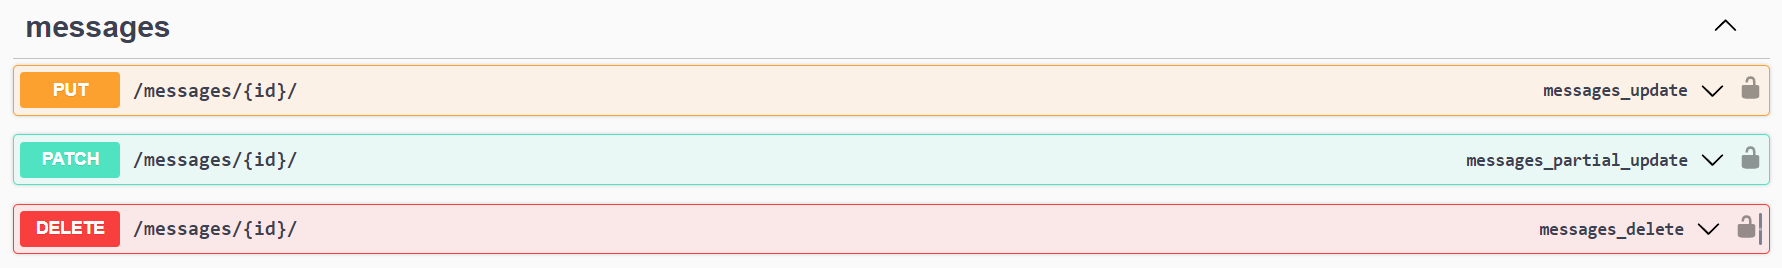 messages
PUT /messages/{id}/ messages_update
PATCH /messages/{id}/ messages_partial_update
DELETE /messages/{id}/ messages_delete